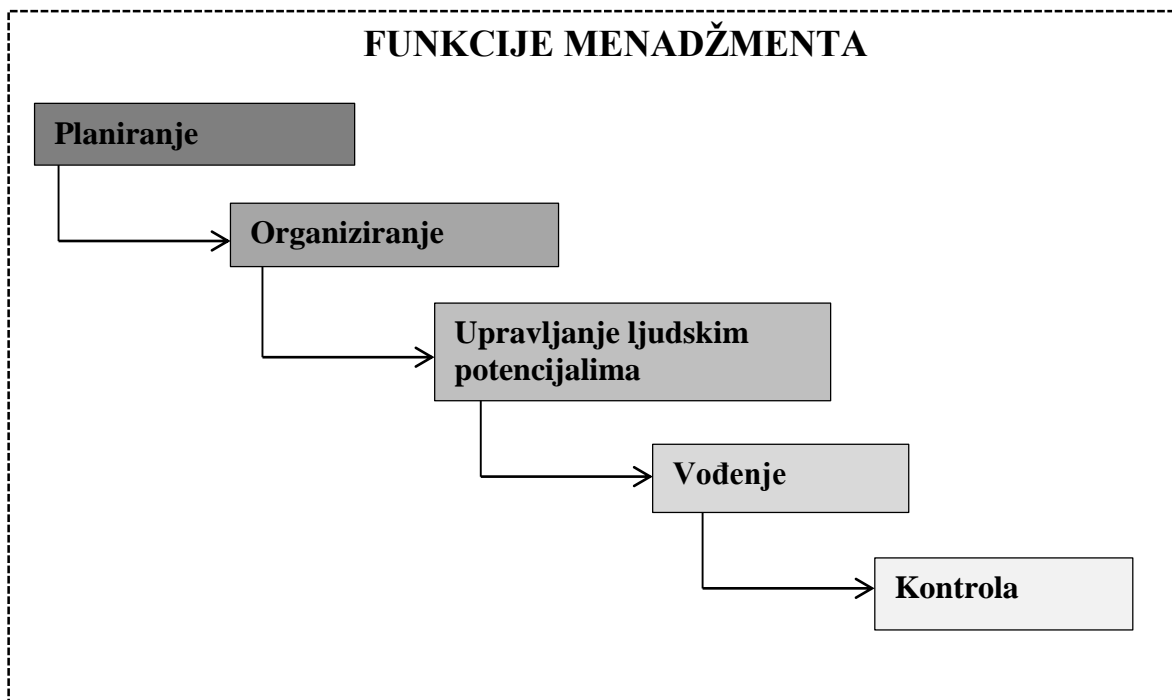 FUNKCIJE MENADŽMENTA
Planiranje
Organiziranje
Upravljanje ljudskim
potencijalima
Vođenje
Kontrola